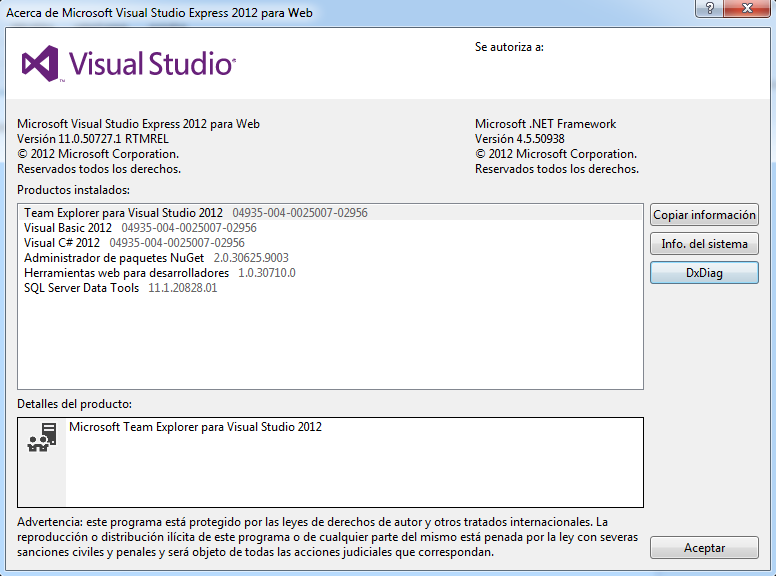 Acerca de Microsoft Visual Studio Express 2012 para Web
?
Visual Studio
Se autoriza a:
Microsoft Visual Studio Express 2012 para Web
Versión 11.0.50727.1 RTMREL
© 2012 Microsoft Corporation.
Reservados todos los derechos.
Microsoft .NET Framework
Versión 4.5.50938
© 2012 Microsoft Corporation.
Reservados todos los derechos.
Productos instalados:
Team Explorer para Visual Studio 2012 04935-004-0025007-02956
Visual Basic 2012 04935-004-0025007-02956
Visual C# 2012 04935-004-0025007-02956
Administrador de paquetes NuGet 2.0.30625.9003
Herramientas web para desarrolladores 1.0.30710.0
SQL Server Data Tools 11.1.20828.01
Copiar información
Info. del sistema
DxDiag
Detalles del producto:
Microsoft Team Explorer para Visual Studio 2012
Advertencia: este programa está protegido por las leyes de derechos de autor y otros tratados internacionales. La
reproducción o distribución ilícita de este programa o de cualquier parte del mismo está penada por la ley con severas
sanciones civiles y penales y será objeto de todas las acciones judiciales que correspondan.
Aceptar